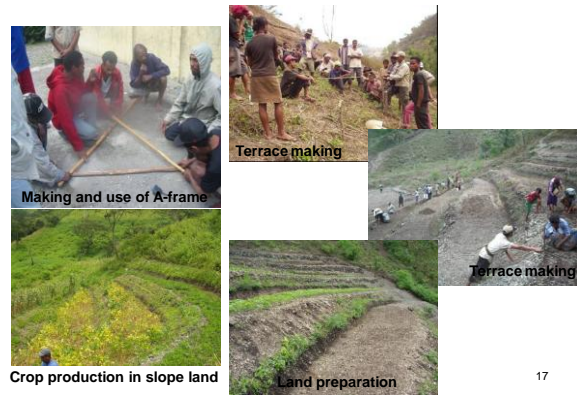 Terrace making
Making and use of A-frame
Terrace making
Crop production in slope land
Land preparation
17